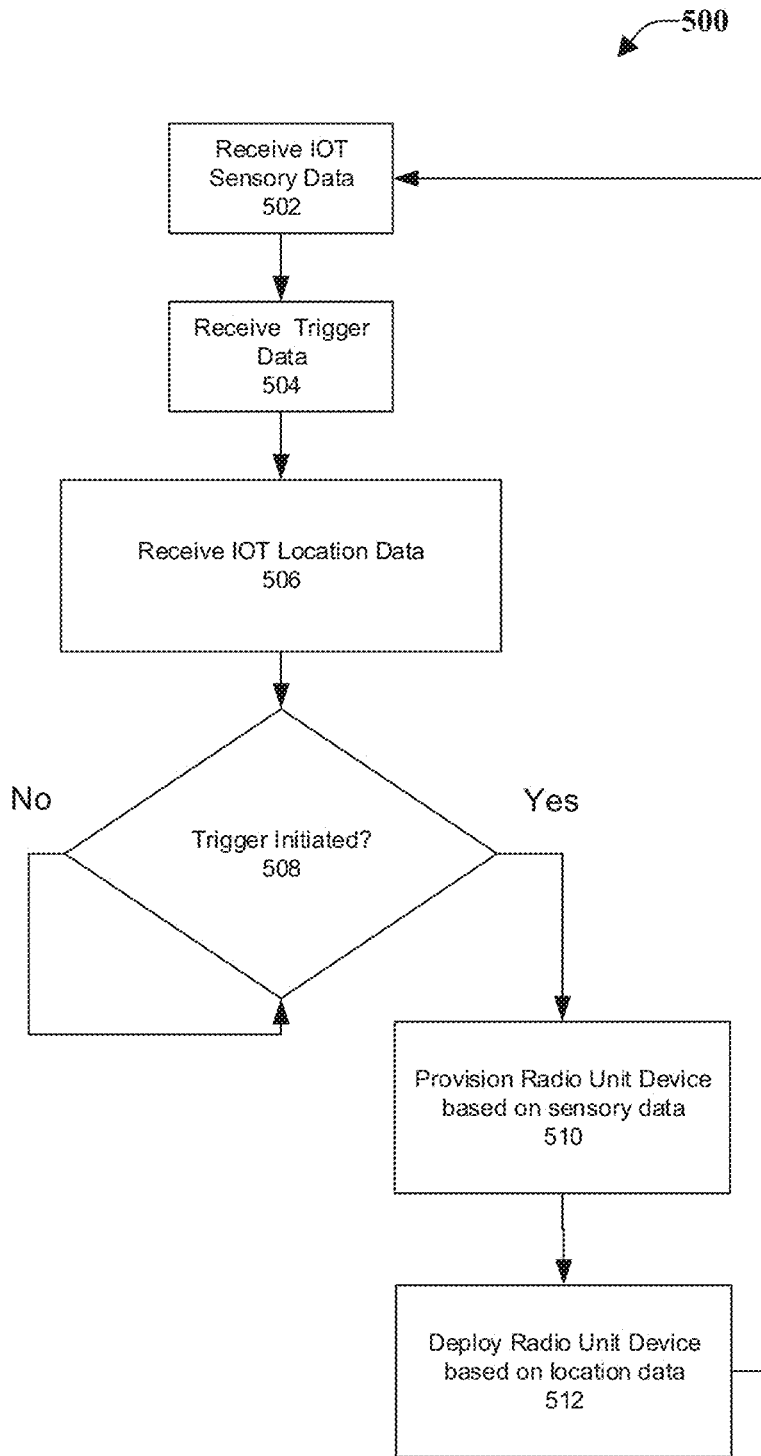 500
Receive IOT
Sensory Data
502
Receive Trigger
Data
504
Receive IOT Location Data
506
No
Yes
Trigger Initiated?
508
Provision Radio Unit Device
based on sensory data
510
Deploy Radio Unit Device
based on location data
512